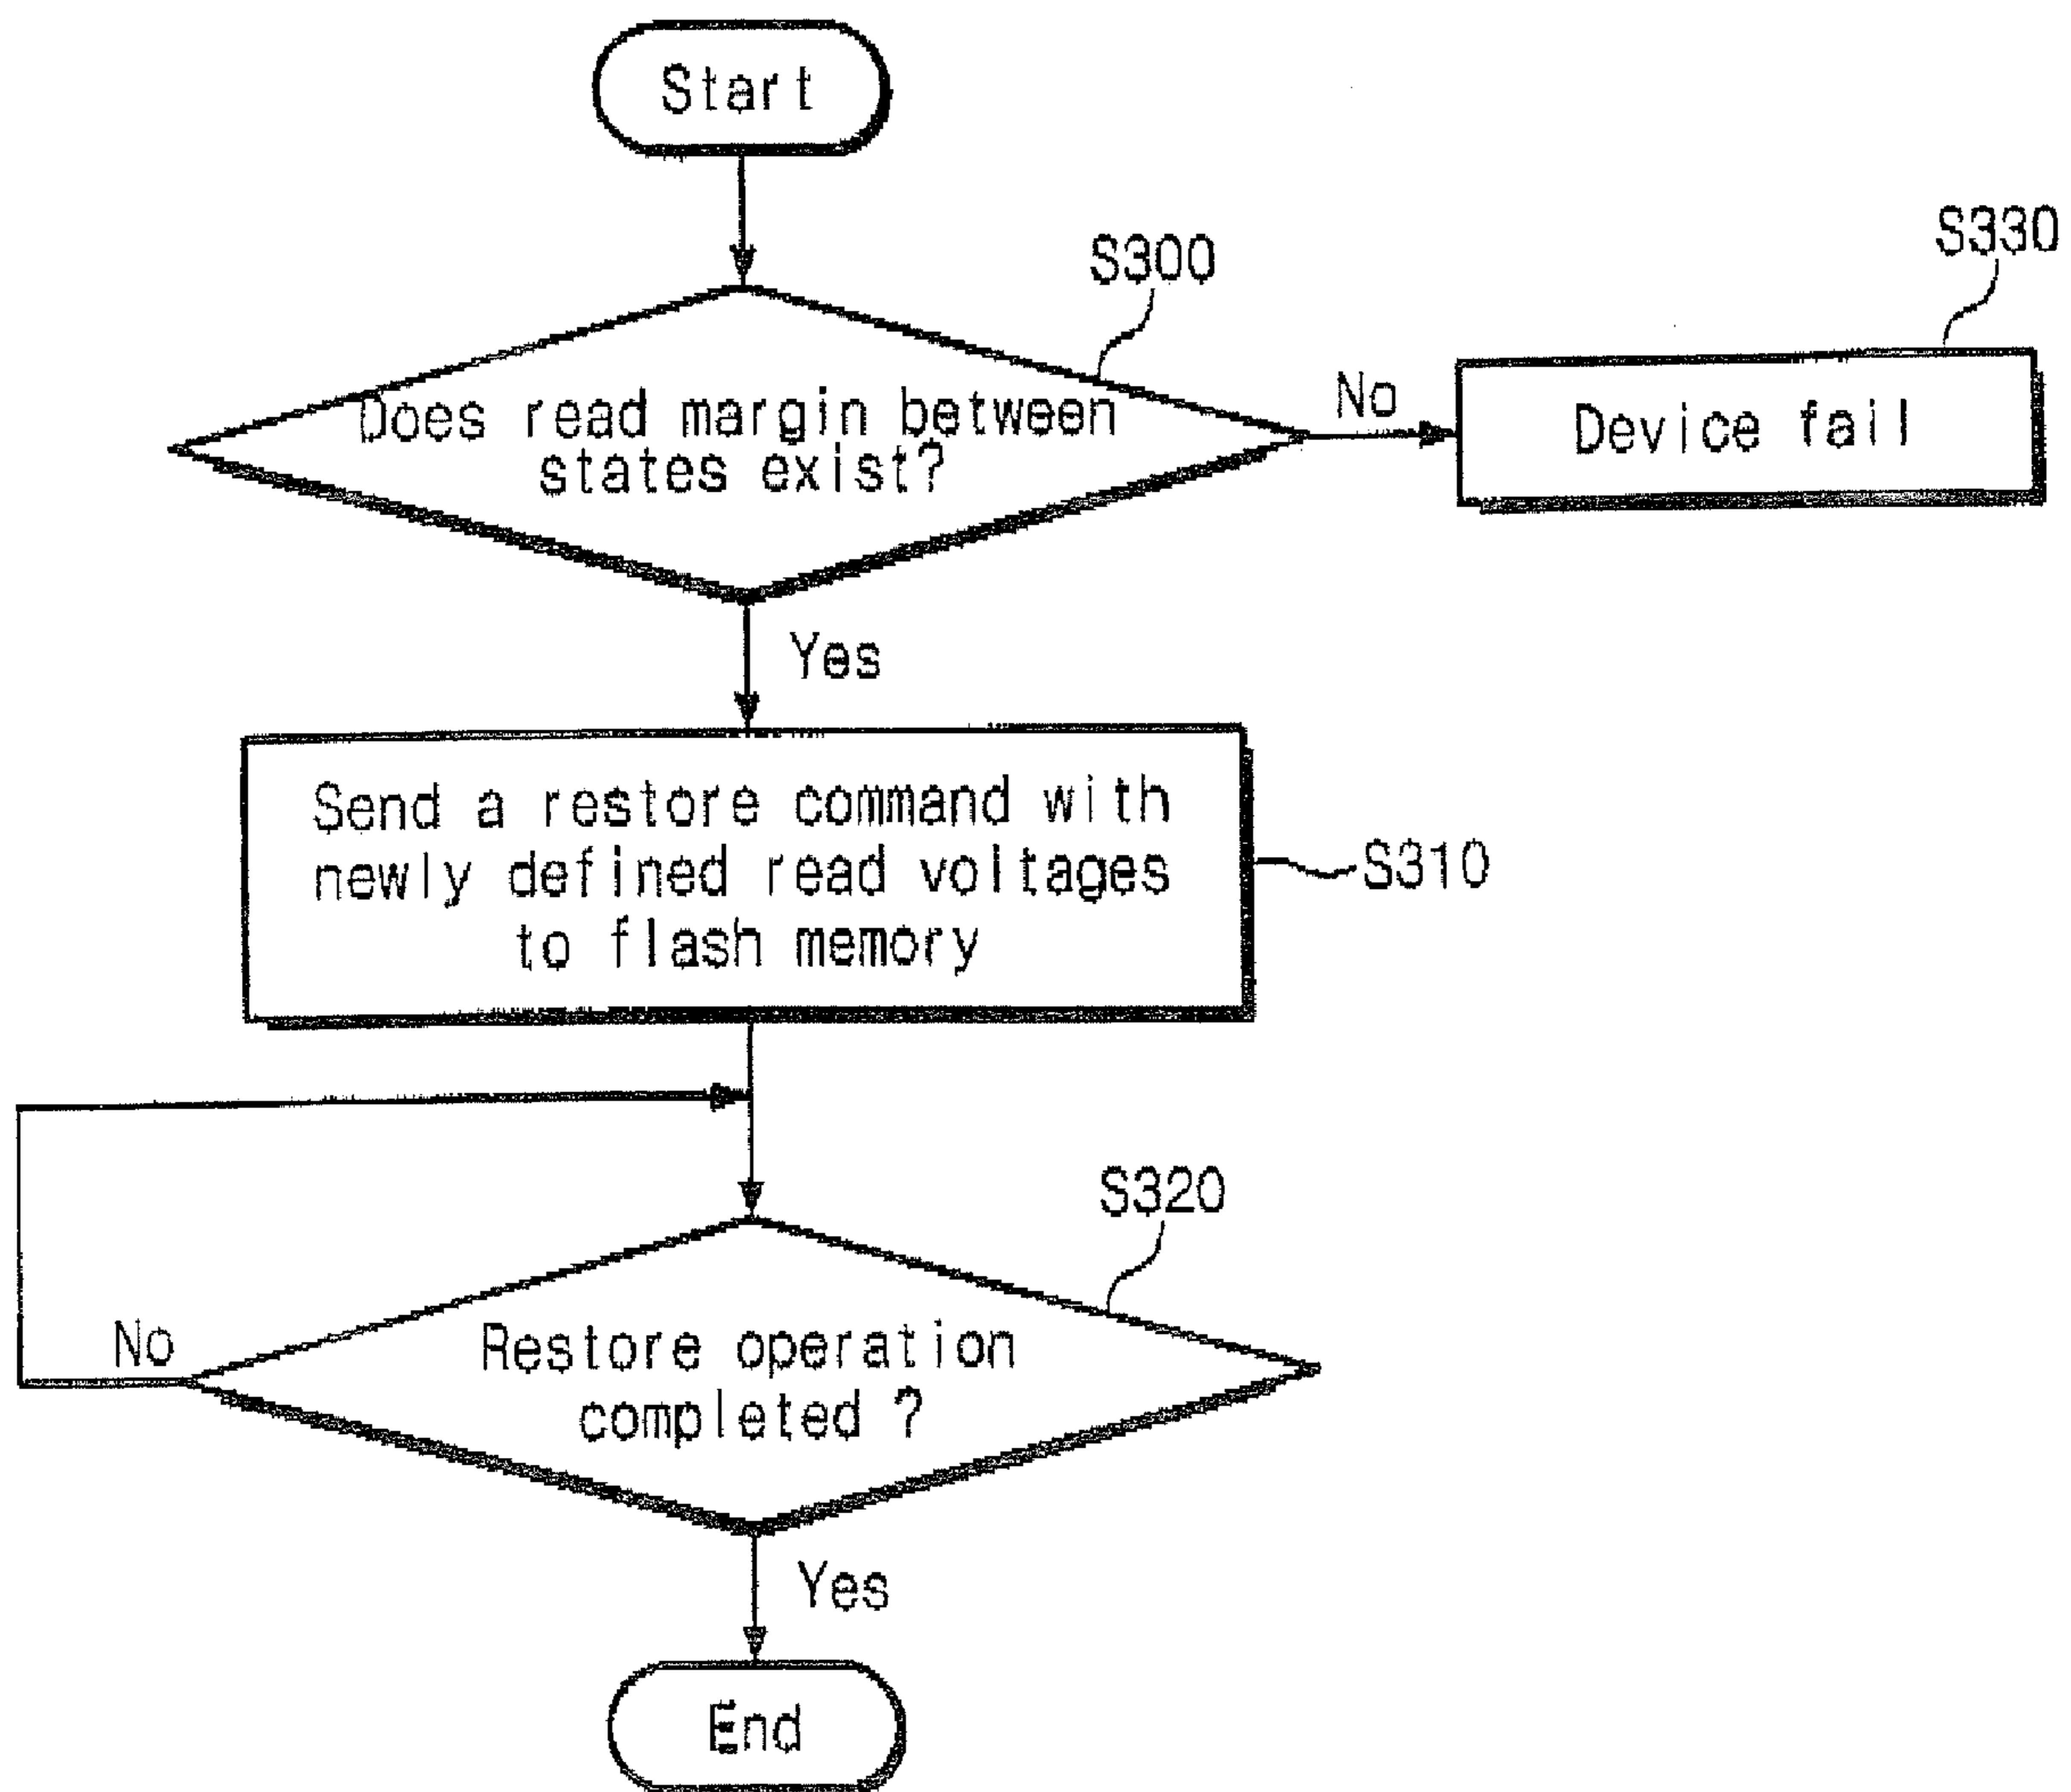 Start
S300
S330
Does read margin between
states exist?
No
Device fail
Yes
Send a restore command with
newly defined read voltages
to flash memory
S310
S320
No
Restore operation
completed ?
Yes
End